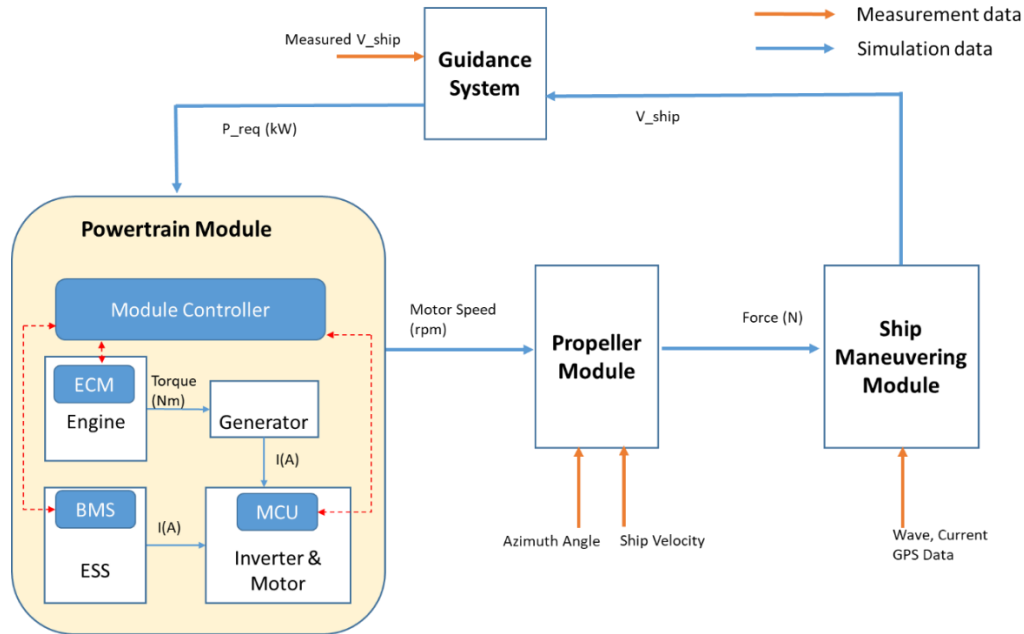 Measurement data
Simulation data
Measured V_ship
Guidance
System
P_req (kW)
V_ship
Powertrain Module
Module Controller
ECM
Engine
Torque
(Nm)
Generator
I(A)
BMS
ESS
I(A)
MCU
Inverter &
Motor
Motor Speed
(rpm)
Propeller
Module
Force (N)
Ship
Maneuvering
Module
Azimuth Angle
Ship Velocity
Wave, Current
GPS Data